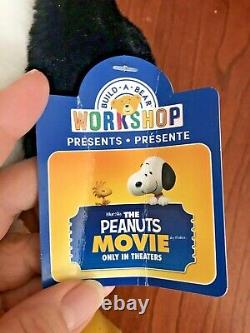 BUILD·A·BEAR
WORKSHOP
PRESENTS • PRÉSENTE
THE
PEANUTS
MOVIE
ONLY IN THEATERS